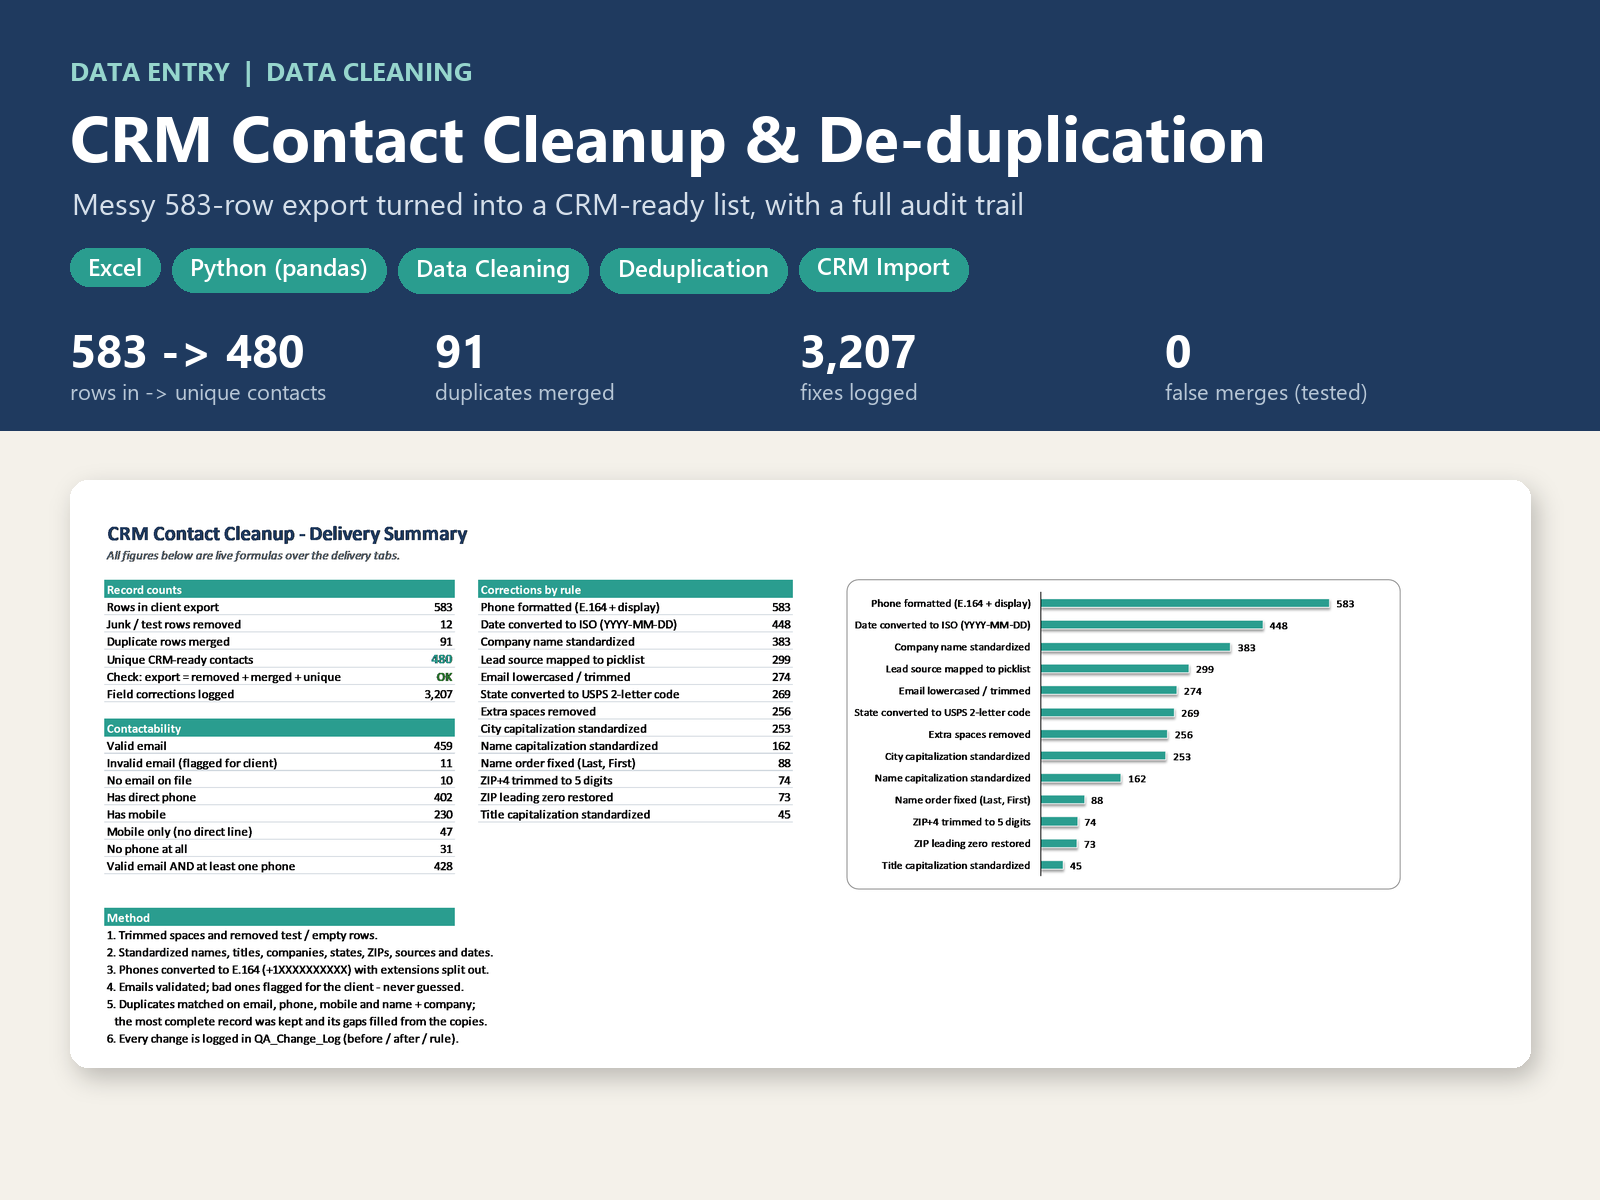 DATA ENTRY | DATA CLEANING
CRM Contact Cleanup & De-duplication
Messy 583-row export turned into a CRM-ready list, with a full audit trail
Excel
Python (pandas)
Data Cleaning
Deduplication
CRM Import
583 -> 480
rows in -> unique contacts
91
duplicates merged
3,207
fixes logged
0
false merges (tested)
CRM Contact Cleanup - Delivery Summary
All figures below are live formulas over the delivery tabs.
Record counts
Rows in client export 583
Junk / test rows removed 12
Duplicate rows merged 91
Unique CRM-ready contacts 480
Check: export = removed + merged + unique OK
Field corrections logged 3,207
Contactability
Valid email 459
Invalid email (flagged for client) 11
No email on file 10
Has direct phone 402
Has mobile 230
Mobile only (no direct line) 47
No phone at all 31
Valid email AND at least one phone 428
Corrections by rule
Phone formatted (E.164 + display) 583
Date converted to ISO (YYYY-MM-DD) 448
Company name standardized 383
Lead source mapped to picklist 299
Email lowercased / trimmed 274
State converted to USPS 2-letter code 269
Extra spaces removed 256
City capitalization standardized 253
Name capitalization standardized 162
Name order fixed (Last, First) 88
ZIP+4 trimmed to 5 digits 74
ZIP leading zero restored 73
Title capitalization standardized 45
Phone formatted (E.164 + display) 583
Date converted to ISO (YYYY-MM-DD) 448
Company name standardized 383
Lead source mapped to picklist 299
Email lowercased / trimmed 274
State converted to USPS 2-letter code 269
Extra spaces removed 256
City capitalization standardized 253
Name capitalization standardized 162
Name order fixed (Last, First) 88
ZIP+4 trimmed to 5 digits 74
ZIP leading zero restored 73
Title capitalization standardized 45
Method
1. Trimmed spaces and removed test / empty rows.
2. Standardized names, titles, companies, states, ZIPs, sources and dates.
3. Phones converted to E.164 (+1XXXXXXXXXX) with extensions split out.
4. Emails validated; bad ones flagged for the client - never guessed.
5. Duplicates matched on email, phone, mobile and name + company;
the most complete record was kept and its gaps filled from the copies.
6. Every change is logged in QA_Change_Log (before / after / rule).